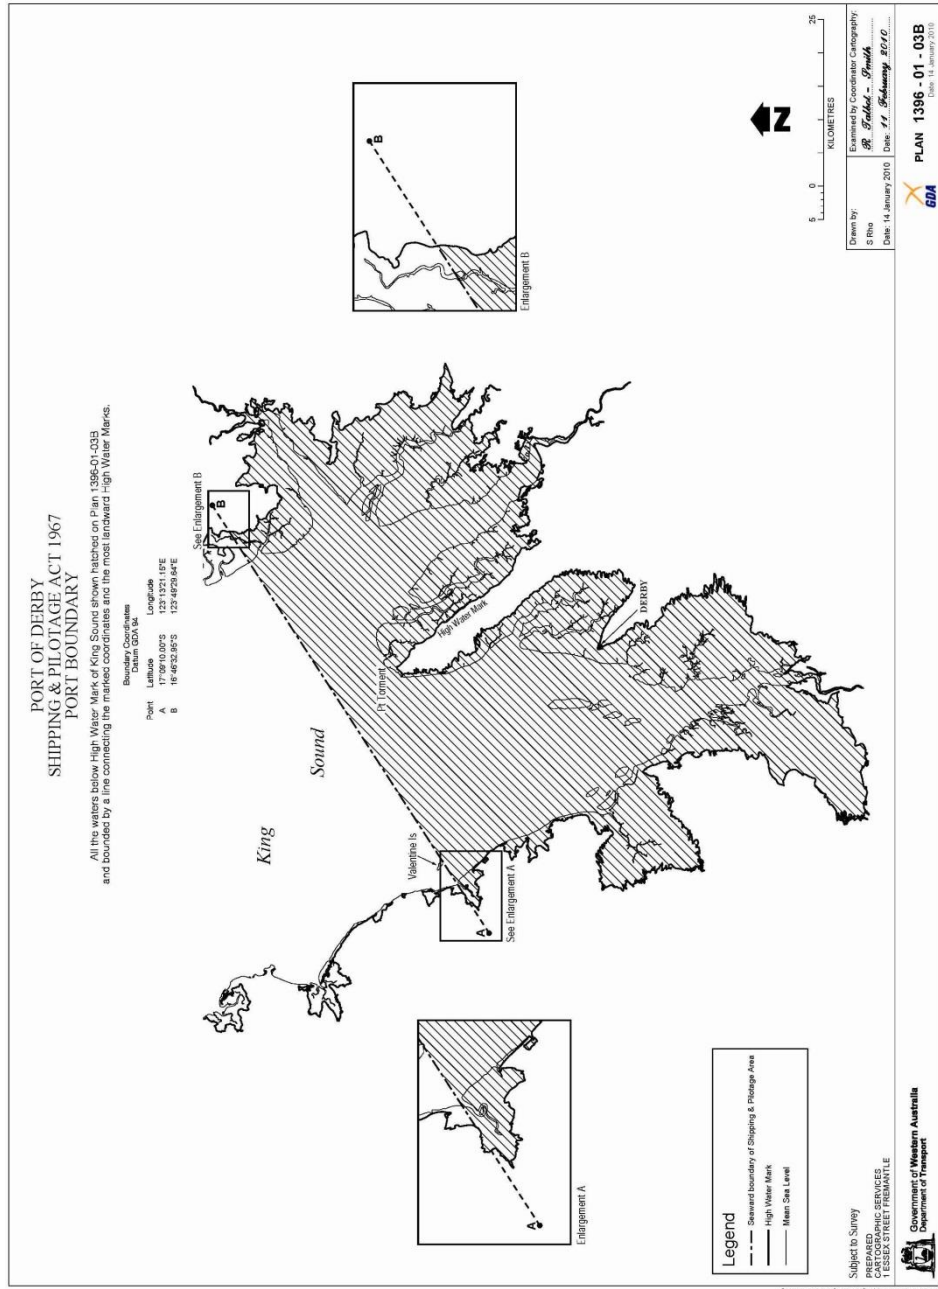 PORT OF DERBY
SHIPPING & PILOTAGE ACT 1967
PORT BOUNDARY
All the waters below High Water Mark of King Sound shown hatched on Plan 1396-01-03B
and bounded by a line connecting the marked coordinates and the most landward High Water Marks.
Boundary Coordinates
Datum GDA 94
Point Latitude Longitude
A 17°09'10.00"S 123°13'21.15"E
B 16°46'32.95"S 123°49'29.64"E
King
Sound
See Enlargement B
B
Valentine Is
Pt Torment
High Water Mark
DERBY
A
See Enlargement A
A
Enlargement A
B
Enlargement B
Legend
Seaward boundary of Shipping & Pilotage Area
High Water Mark
Mean Sea Level
N
5 0 25
KILOMETRES
Subject to Survey
PREPARED
CARTOGRAPHIC SERVICES
1 ESSEX STREET FREMANTLE
Drawn by:
S Rho
Date: 14 January 2010
Examined by Coordinator Cartography:
R Talbot - Smith
Date: 11 February 2010
Government of Western Australia
Department of Transport
GDA
PLAN 1396 - 01 - 03B
Date: 14 January 2010